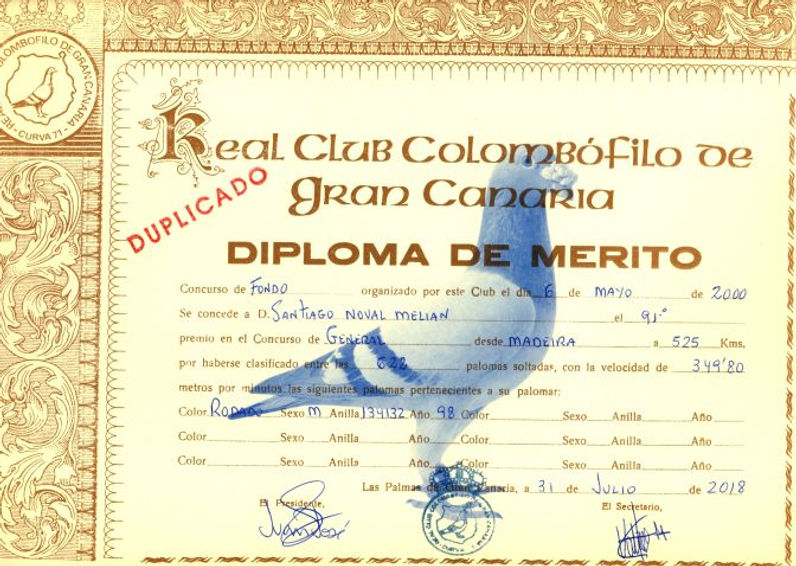 REAL CLUB COLOMBÓFILO DE GRAN CANARIA - CURVA 71 -
Real Club Colombófilo de
Gran Canaria
DUPLICADO
DIPLOMA DE MERITO
Concurso de FONDO organizado por este Club el día 6 de MAYO de 2000
Se concede a D. SANTIAGO NOVAL MELIAN el 91.º
premio en el Concurso de GENERAL desde MADEIRA a 525 Kms,
por haberse clasificado entre las 622 palomas soltadas, con la velocidad de 349'80
metros por minutos las siguientes palomas pertenecientes a su palomar:
Color RODADO Sexo M Anilla 134132 Año 98 Color Sexo Anilla Año
Color Sexo Anilla Año Color Sexo Anilla Año
Color Sexo Anilla Año Color Sexo Anilla Año
Las Palmas de Gran Canaria, a 31 de JULIO de 2018
El Presidente, El Secretario,